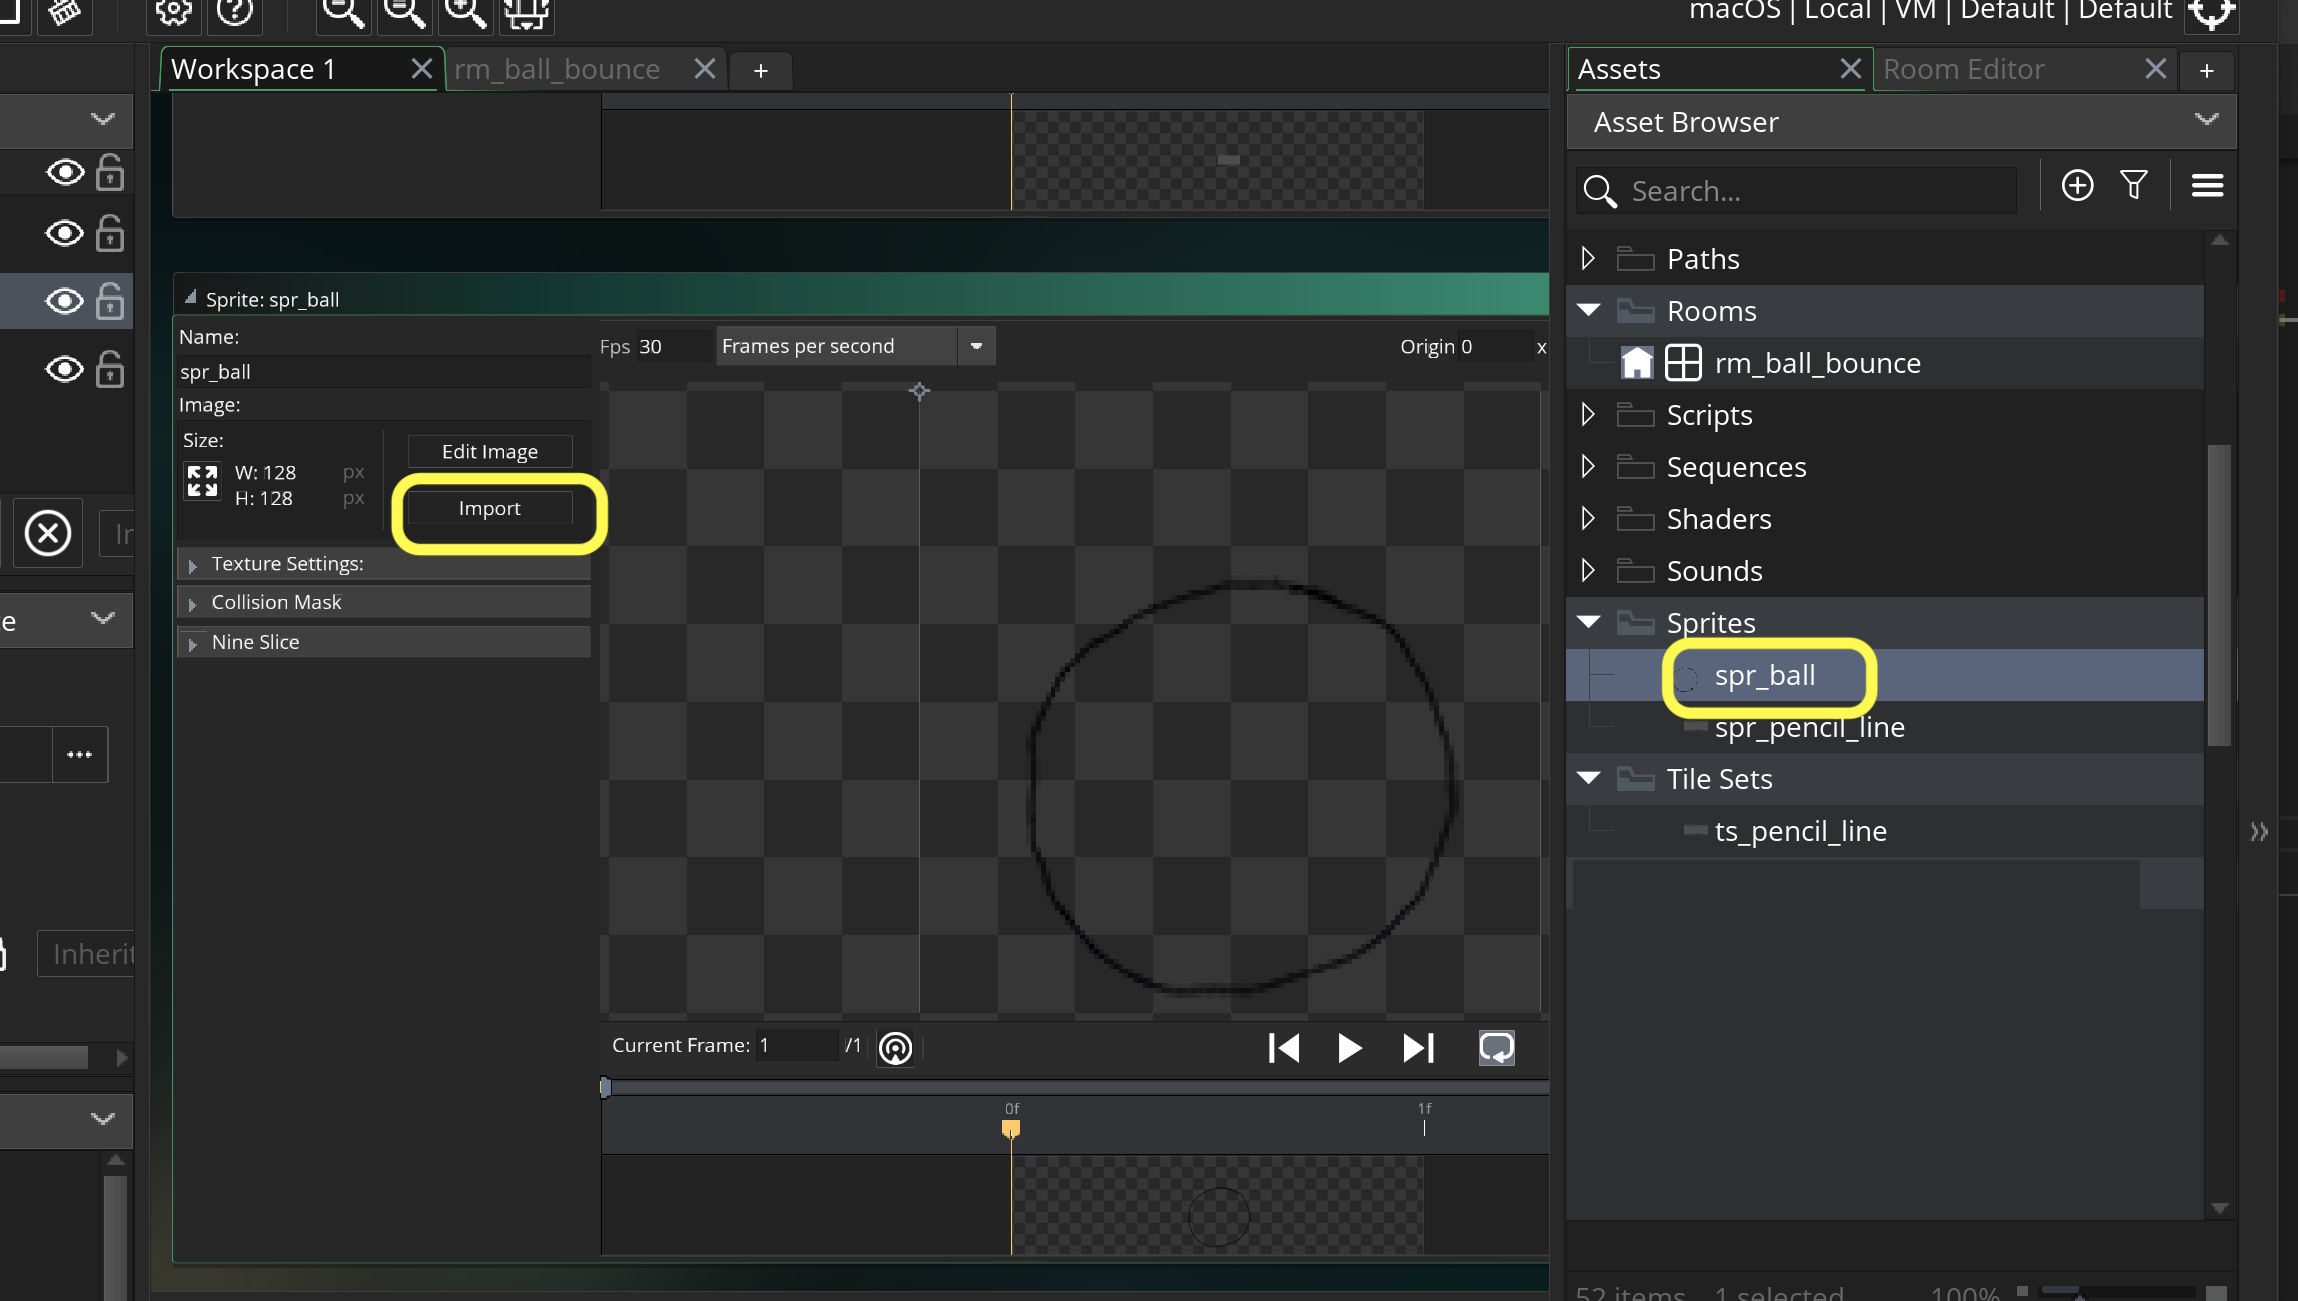 macOS | Local | VM | Default | Default
Workspace 1
rm_ball_bounce
+
Assets
Room Editor
+
Asset Browser
Search...
Paths
Rooms
rm_ball_bounce
Scripts
Sequences
Shaders
Sounds
Sprites
spr_ball
spr_pencil_line
Tile Sets
ts_pencil_line
52 items 1 selected 100%
Sprite: spr_ball
Name:
spr_ball
Image:
Size:
W: 128 px
H: 128 px
Edit Image
Import
Texture Settings:
Collision Mask
Nine Slice
Fps 30 Frames per second
Origin 0 x
Current Frame: 1 /1
0f 1f
e
In
Inherit